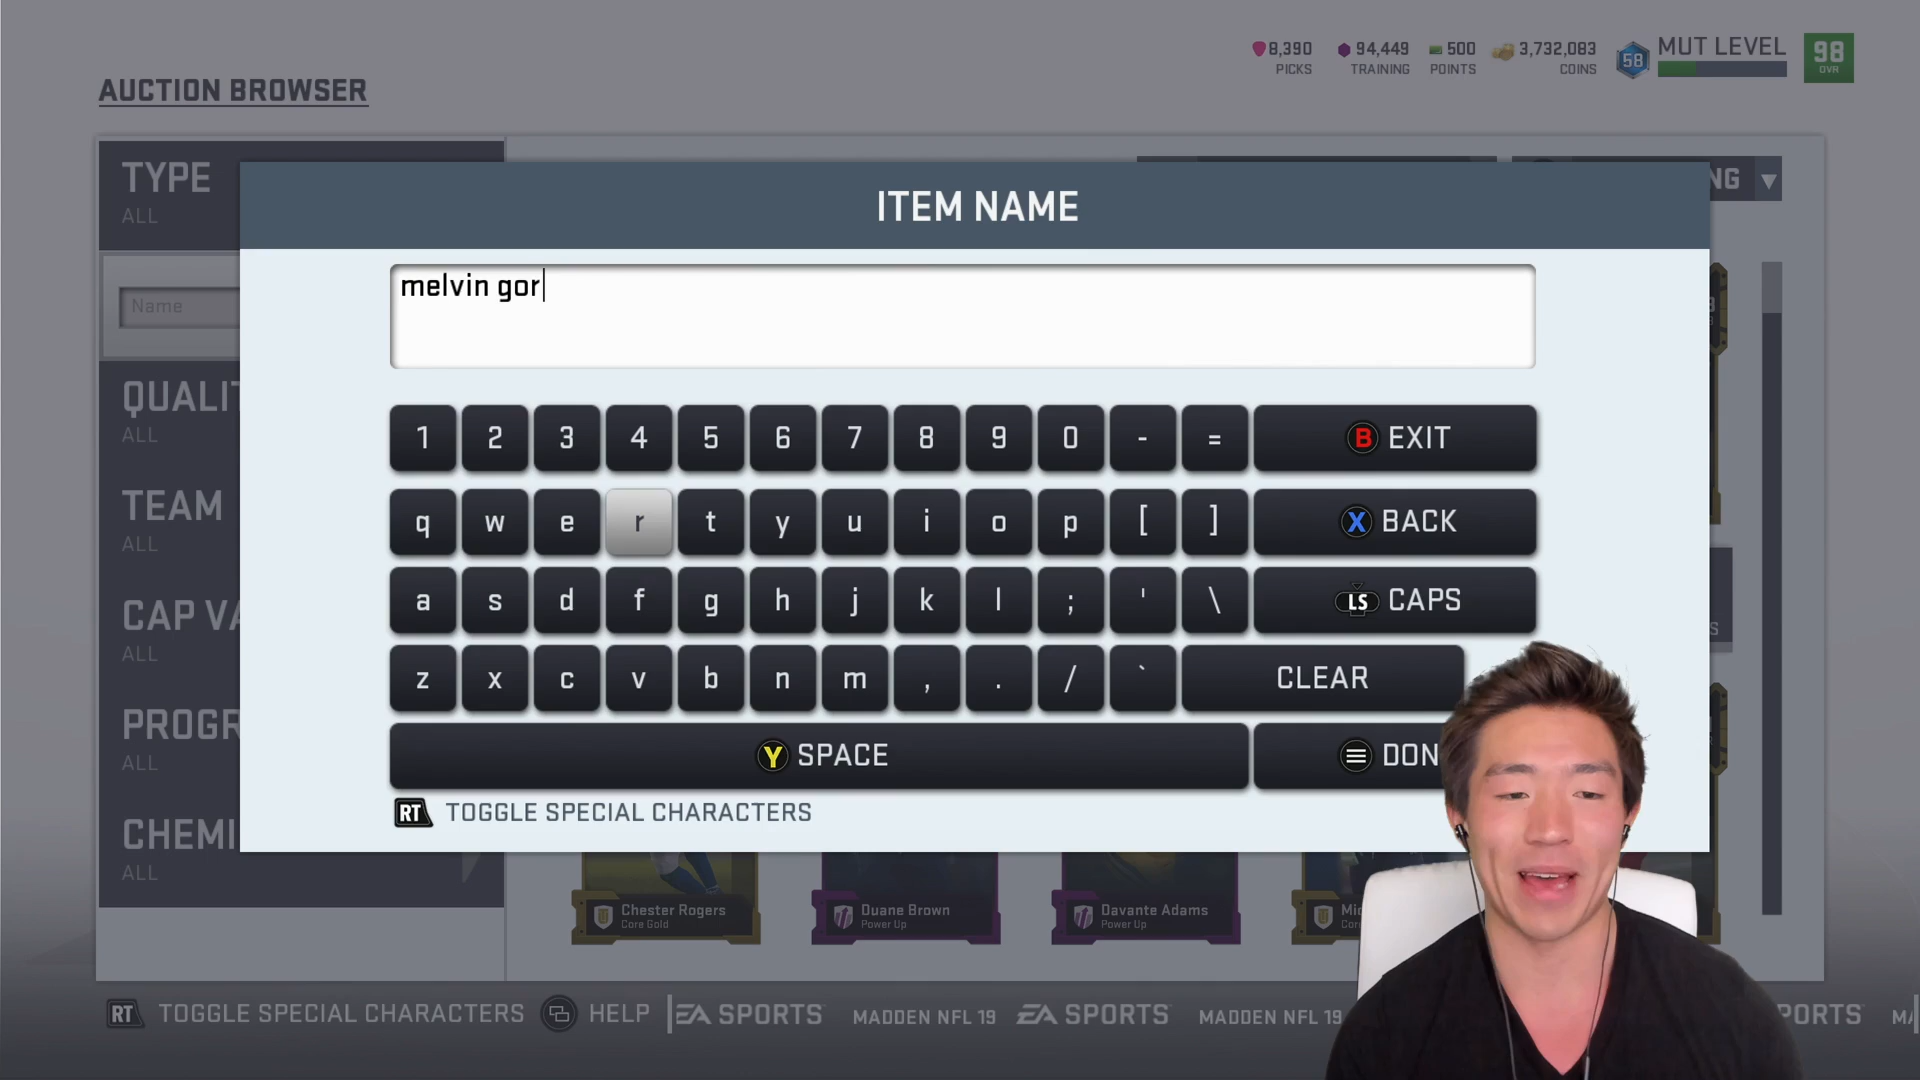 8,390 PICKS
94,449 TRAINING
500 POINTS
3,732,083 COINS
58
MUT LEVEL
98 OVR
AUCTION BROWSER
TYPE
ALL
NG ▼
ITEM NAME
melvin gor
Name
1 2 3 4 5 6 7 8 9 0 - = B EXIT
QUALIT
ALL
q w e r t y u i o p [ ] X BACK
TEAM
ALL
a s d f g h j k l ; ' \ LS CAPS
CAP VA
ALL
z x c v b n m , . / ` CLEAR
PROGR
ALL
Y SPACE
DON
RT TOGGLE SPECIAL CHARACTERS
CHEMI
ALL
Chester Rogers
Core Gold
Duane Brown
Power Up
Davante Adams
Power Up
RT TOGGLE SPECIAL CHARACTERS HELP EA SPORTS MADDEN NFL 19 EA SPORTS MADDEN NFL 19 PORTS MA